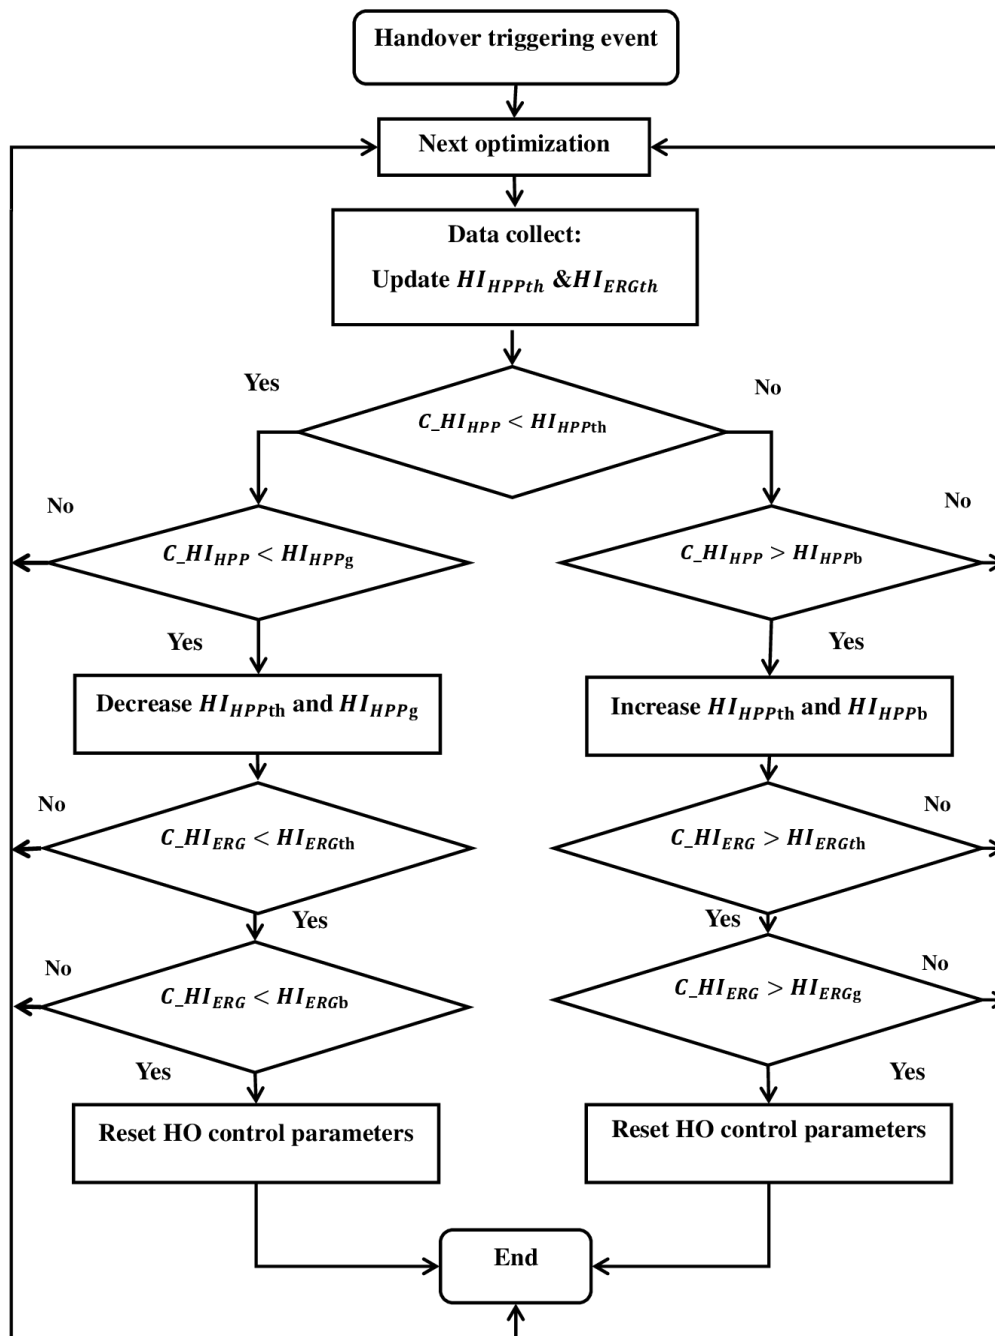 Handover triggering event
Next optimization
Data collect:
Update HI_HPPth &HI_ERGth
Yes
No
C_HI_HPP < HI_HPPth
No
No
C_HI_HPP < HI_HPPg
C_HI_HPP > HI_HPPb
Yes
Yes
Decrease HI_HPPth and HI_HPPg
Increase HI_HPPth and HI_HPPb
No
No
C_HI_ERG < HI_ERGth
C_HI_ERG > HI_ERGth
Yes
Yes
No
No
C_HI_ERG < HI_ERGb
C_HI_ERG > HI_ERGg
Yes
Yes
Reset HO control parameters
Reset HO control parameters
End